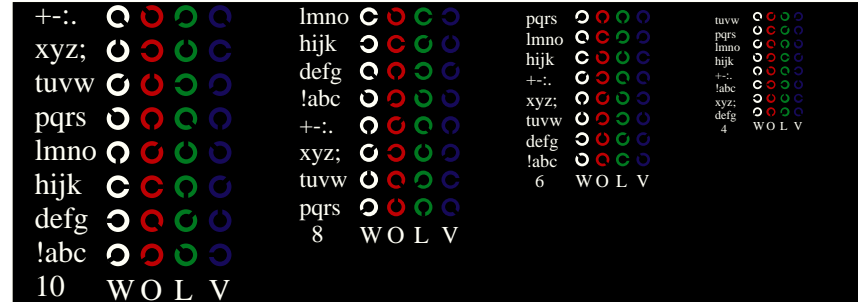 +-:.
xyz;
tuvw
pqrs
lmno
hijk
defg
!abc
10 W O L V
lmno
hijk
defg
!abc
+-:.
xyz;
tuvw
pqrs
8 W O L V
pqrs
lmno
hijk
+-:.
xyz;
tuvw
defg
!abc
6 W O L V
tuvw
pqrs
lmno
hijk
+-:.
!abc
xyz;
defg
4 W O L V